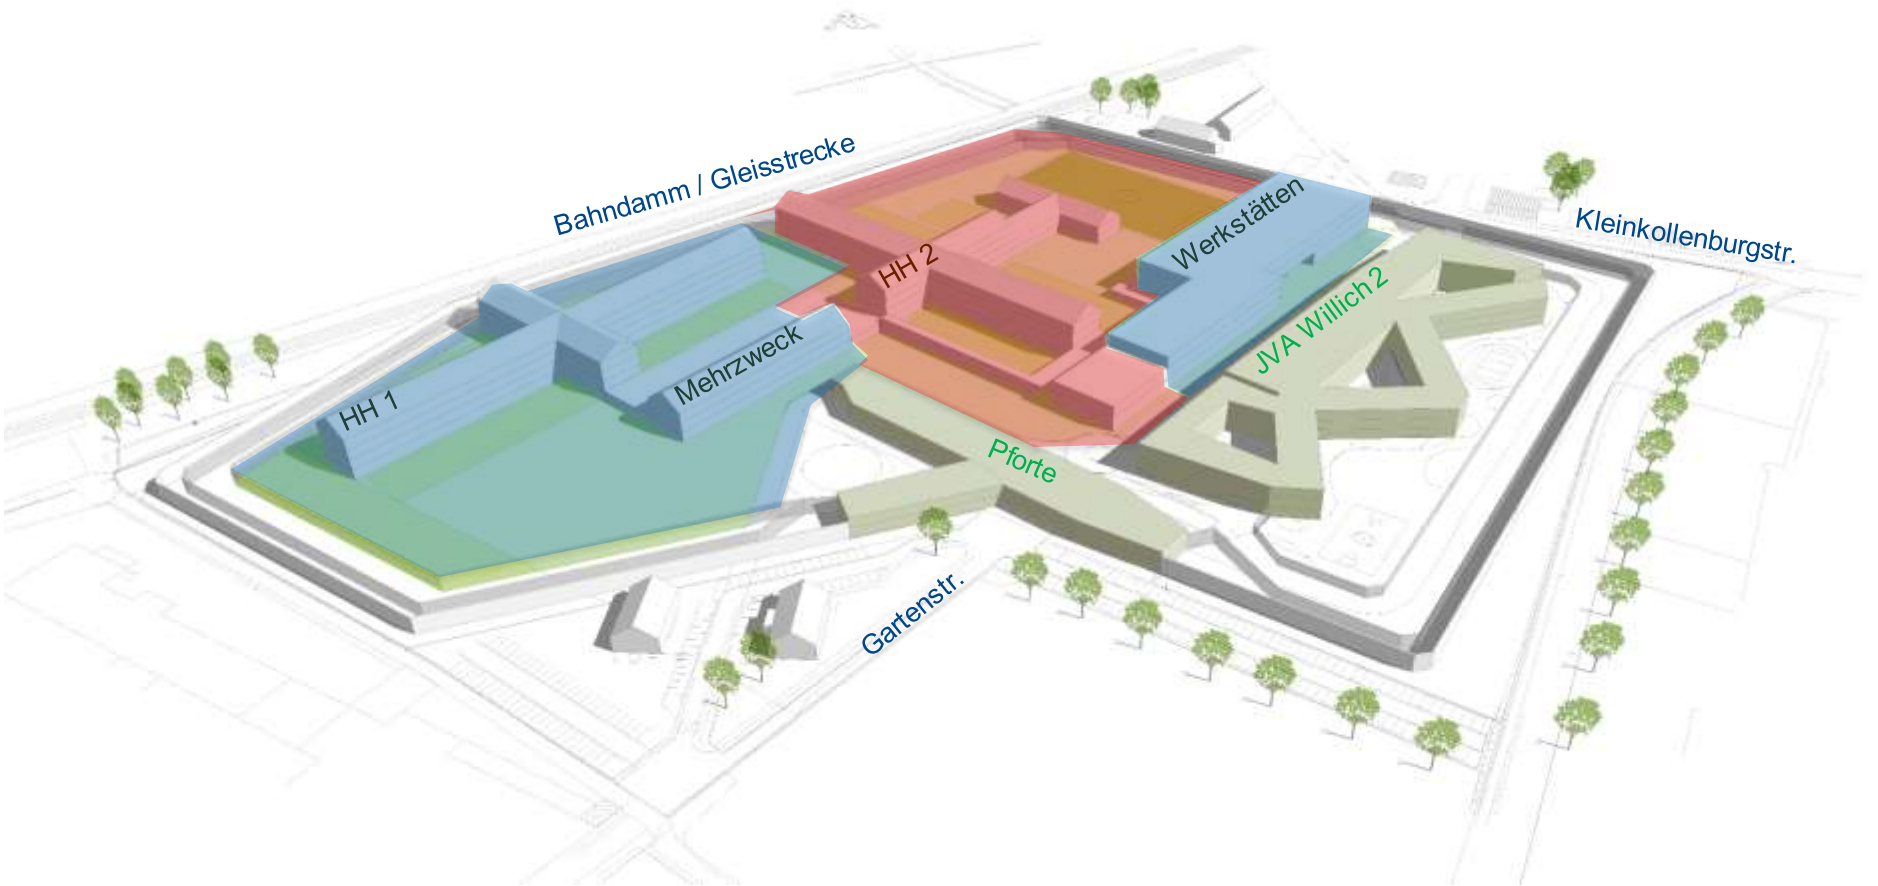 Bahndamm / Gleisstrecke
Kleinkollenburgstr.
Werkstätten
HH 2
JVA Willich 2
Mehrzweck
HH 1
Pforte
Gartenstr.